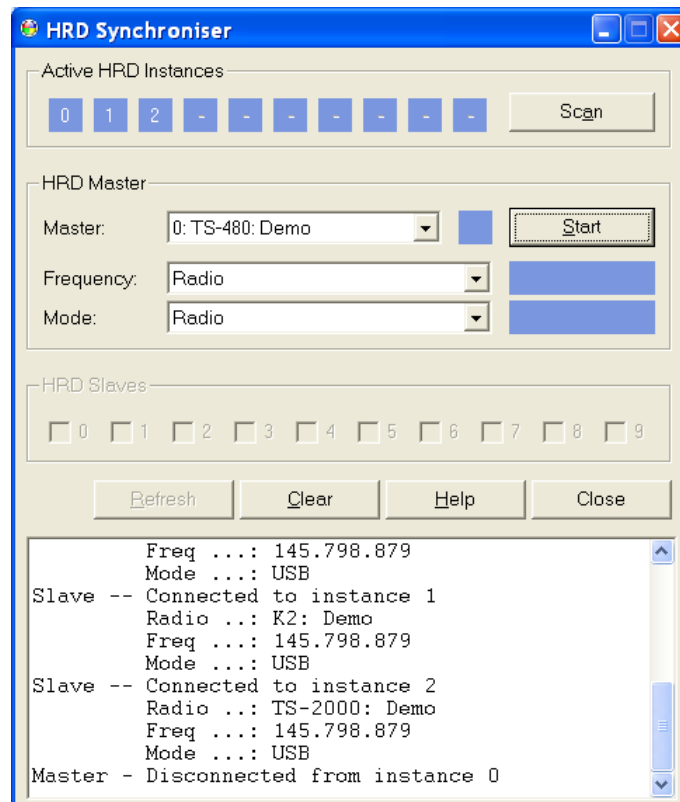 HRD Synchroniser
Active HRD Instances
0 1 2 - - - - - - - Scan
HRD Master
Master: 0: TS-480: Demo Start
Frequency: Radio
Mode: Radio
HRD Slaves
0 1 2 3 4 5 6 7 8 9
Refresh Clear Help Close
Freq ...: 145.798.879
Mode ...: USB
Slave -- Connected to instance 1
Radio ..: K2: Demo
Freq ...: 145.798.879
Mode ...: USB
Slave -- Connected to instance 2
Radio ..: TS-2000: Demo
Freq ...: 145.798.879
Mode ...: USB
Master - Disconnected from instance 0